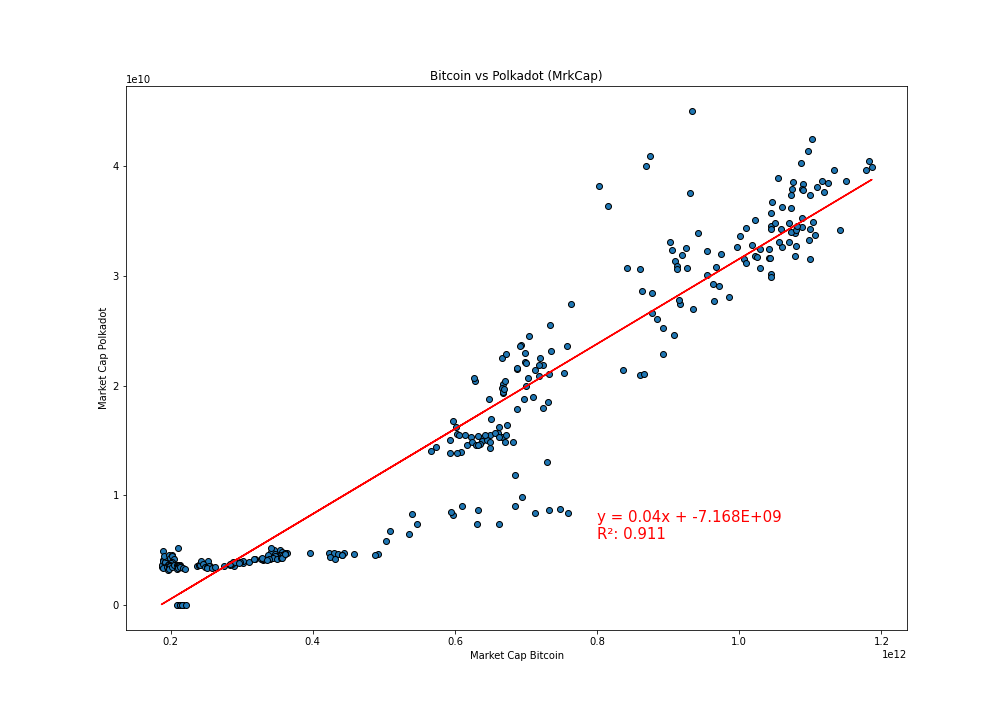 Bitcoin vs Polkadot (MrkCap)
1e10
4
3
2
1
0
Market Cap Polkadot
y = 0.04x + -7.168E+09
R²: 0.911
0.2 0.4 0.6 0.8 1.0 1.2
Market Cap Bitcoin
1e12